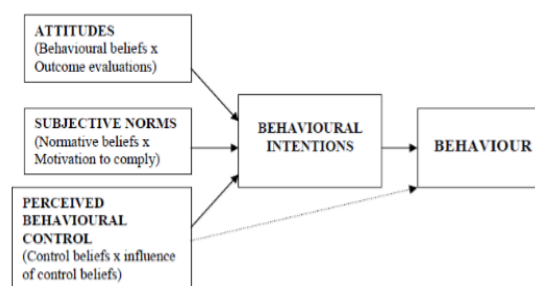 ATTITUDES
(Behavioural beliefs x
Outcome evaluations)
SUBJECTIVE NORMS
(Normative beliefs x
Motivation to comply)
PERCEIVED
BEHAVIOURAL
CONTROL
(Control beliefs x influence
of control beliefs)
BEHAVIOURAL
INTENTIONS
BEHAVIOUR